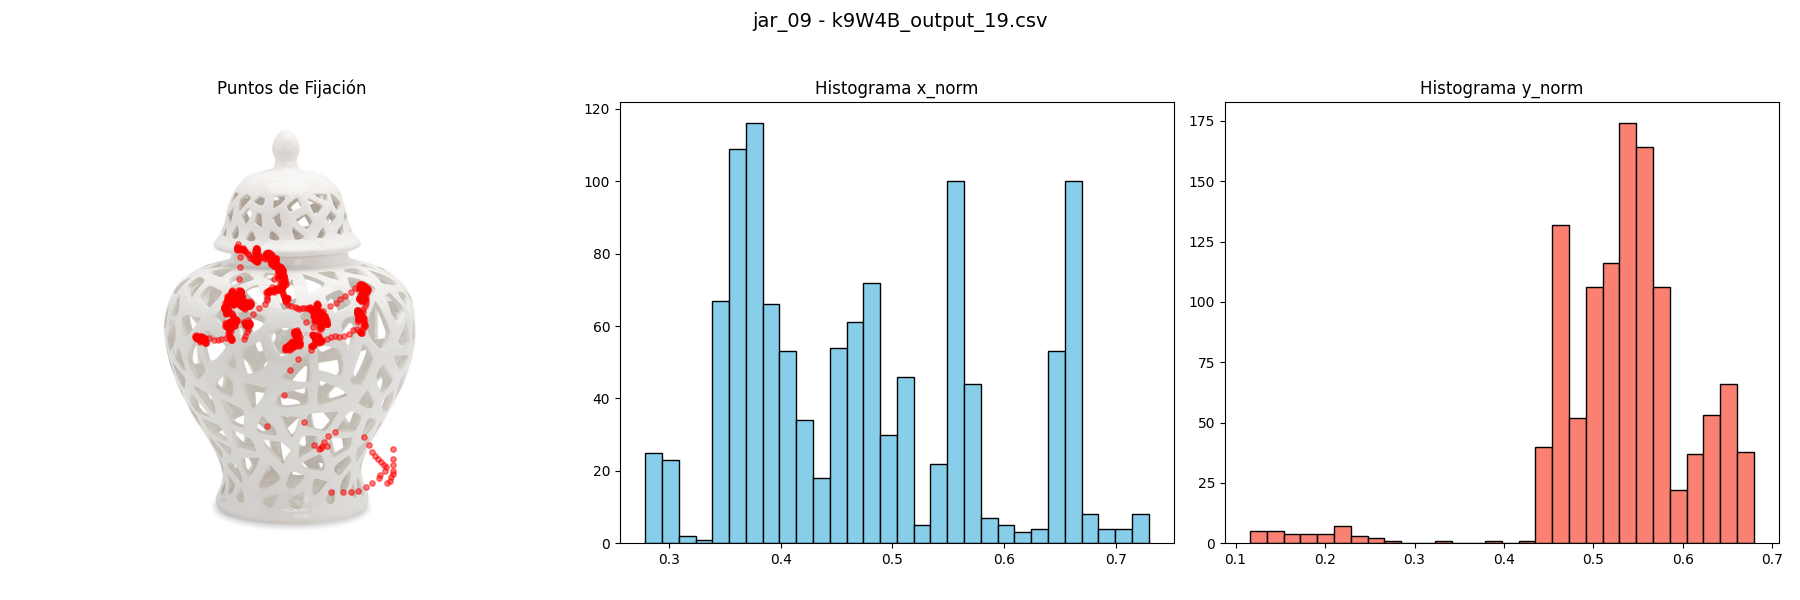 jar_09 - k9W4B_output_19.csv
Puntos de Fijación
Histograma x_norm
Histograma y_norm
120
100
80
60
40
20
0
0.3 0.4 0.5 0.6 0.7
175
150
125
100
75
50
25
0
0.1 0.2 0.3 0.4 0.5 0.6 0.7